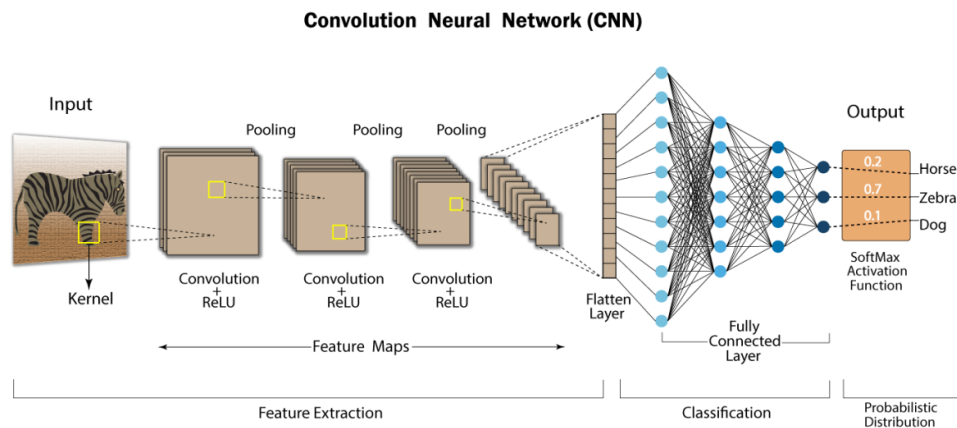 Convolution Neural Network (CNN)
Input
Output
Pooling
Pooling
Pooling
0.2
Horse
0.7
Zebra
0.1
Dog
Kernel
Convolution
+
ReLU
Convolution
+
ReLU
Convolution
+
ReLU
Flatten
Layer
SoftMax
Activation
Function
Fully
Connected
Layer
Feature Maps
Feature Extraction
Classification
Probabilistic
Distribution